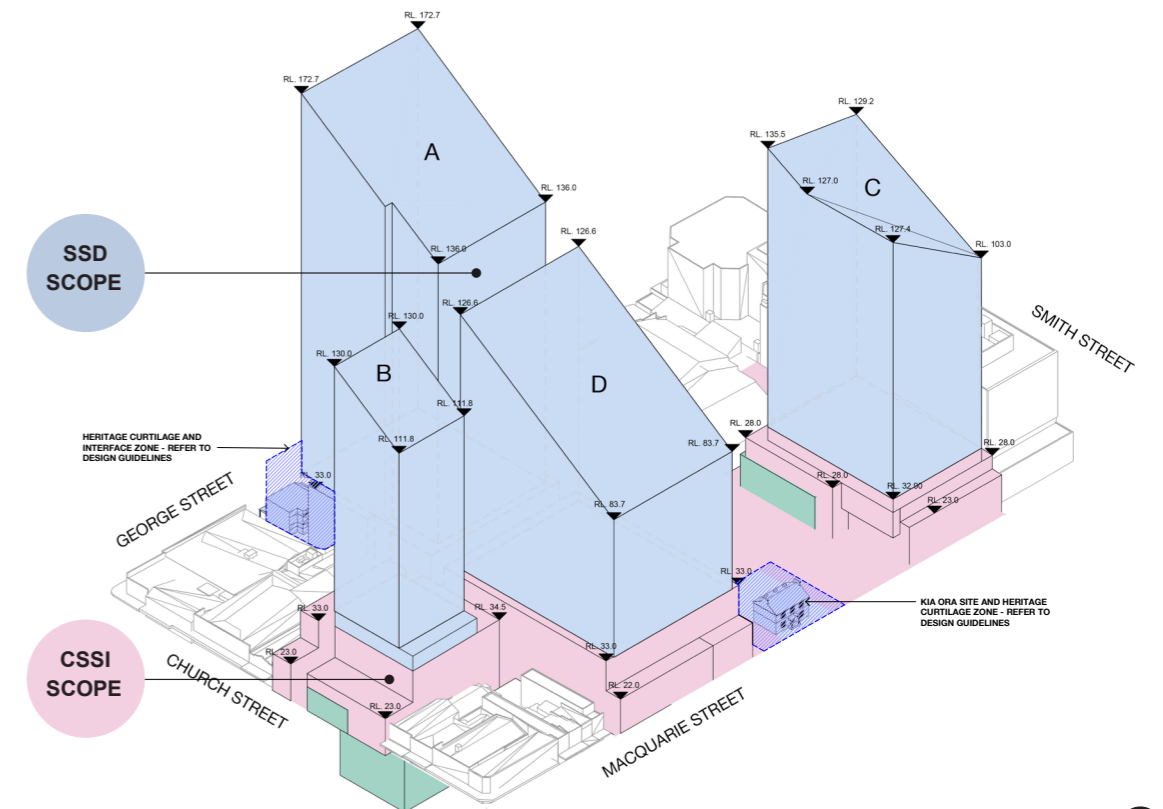 RL. 172.7
RL. 172.7
A
RL. 136.0
RL. 136.0
SSD
SCOPE
RL. 129.2
RL. 135.5
RL. 127.0
C
RL. 127.4
RL. 103.0
SMITH STREET
RL. 126.6
RL. 126.6
D
RL. 83.7
RL. 83.7
RL. 130.0
RL. 130.0
B
RL. 111.8
RL. 111.8
HERITAGE CURTILAGE AND
INTERFACE ZONE - REFER TO
DESIGN GUIDELINES
RL. 33.0
GEORGE STREET
RL. 28.0
RL. 28.0
RL. 28.0
RL. 32.00
RL. 23.0
RL. 33.0
KIA ORA SITE AND HERITAGE
CURTILAGE ZONE - REFER TO
DESIGN GUIDELINES
RL. 33.0
RL. 34.5
RL. 23.0
RL. 33.0
RL. 22.0
CSSI
SCOPE
CHURCH STREET
RL. 23.0
MACQUARIE STREET